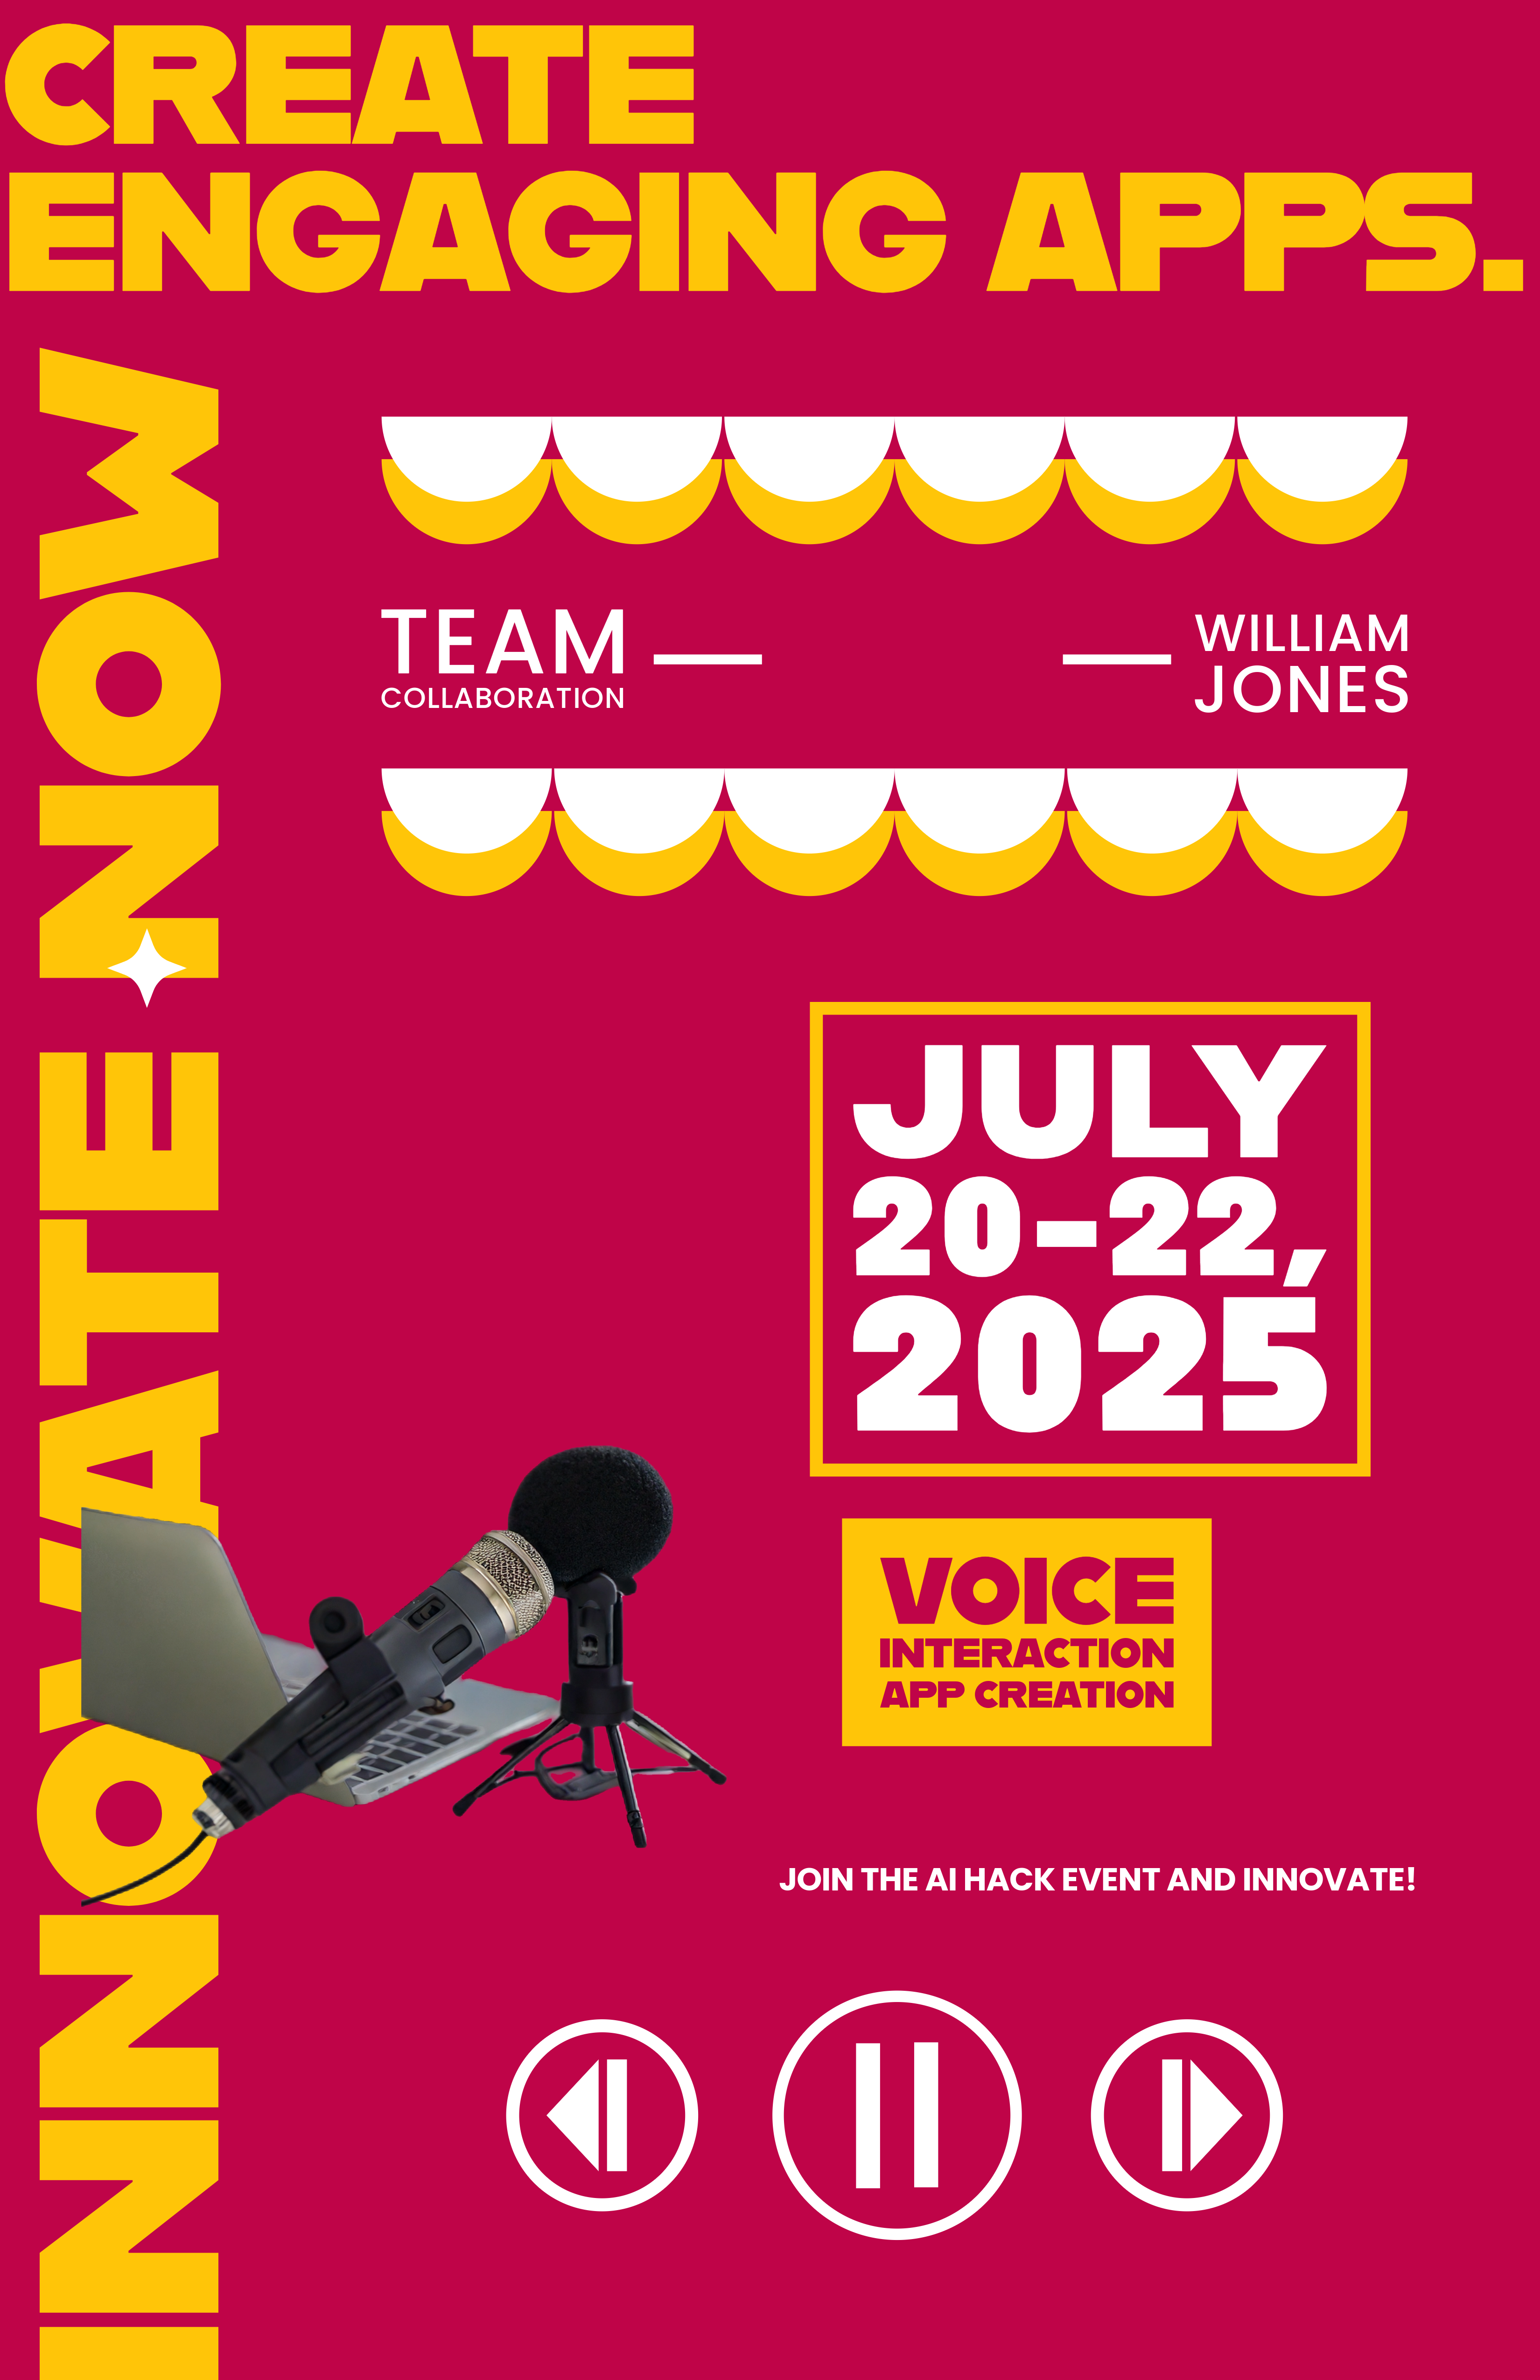 CREATE
ENGAGING APPS.
INNOVATE NOW
TEAM
COLLABORATION
WILLIAM
JONES
JULY
20-22,
2025
VOICE
INTERACTION
APP CREATION
JOIN THE AI HACK EVENT AND INNOVATE!